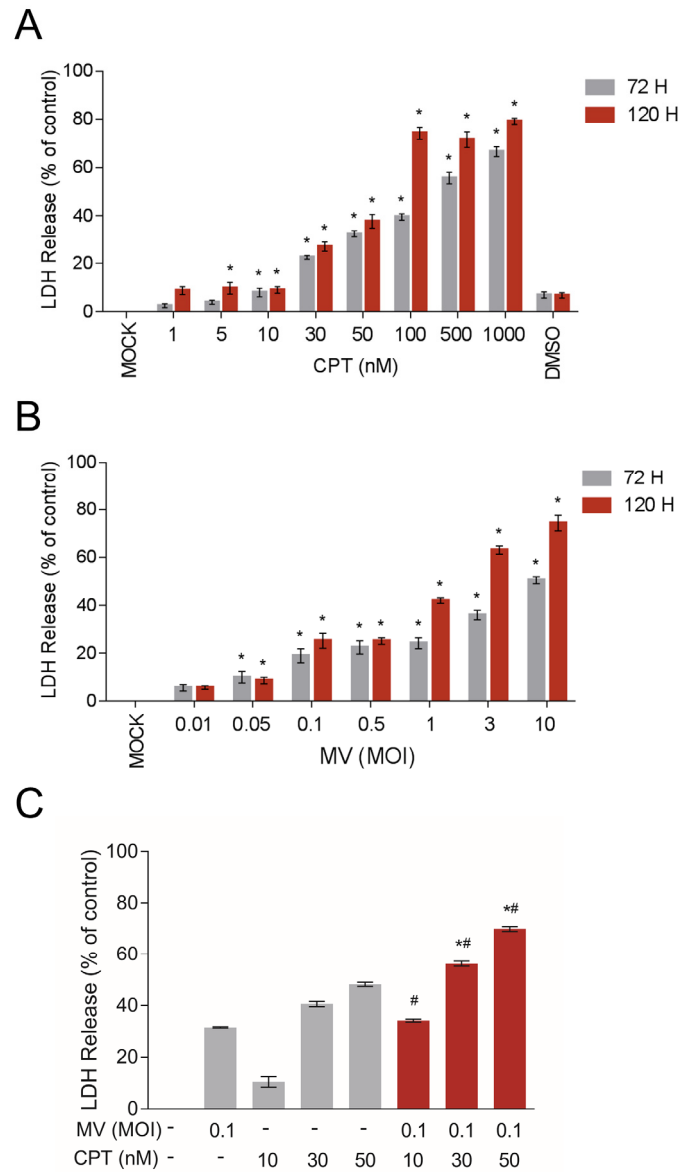 A
LDH Release (% of control)
100
80
60
40
20
0
* * * * * * * * * * * * *
72 H
120 H
MOCK 1 5 10 30 50 100 500 1000 DMSO
CPT (nM)
B
LDH Release (% of control)
100
80
60
40
20
0
* * * * * * * * * * * *
72 H
120 H
MOCK 0.01 0.05 0.1 0.5 1 3 10
MV (MOI)
C
LDH Release (% of control)
100
80
60
40
20
0
# *# *#
MV (MOI) - 0.1 - - - 0.1 0.1 0.1
CPT (nM) - - 10 30 50 10 30 50